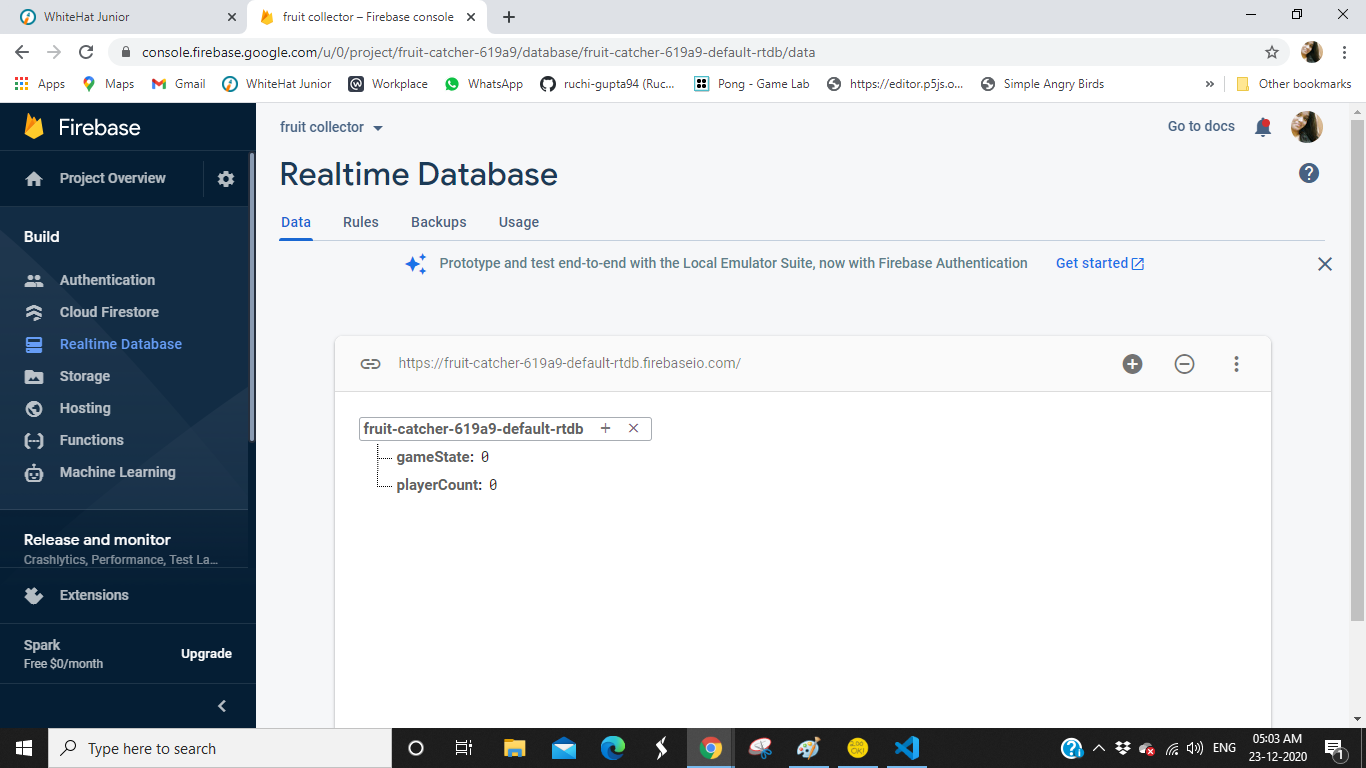 WhiteHat Junior
fruit collector – Firebase console
console.firebase.google.com/u/0/project/fruit-catcher-619a9/database/fruit-catcher-619a9-default-rtdb/data
Apps Maps Gmail WhiteHat Junior Workplace WhatsApp ruchi-gupta94 (Ruc... Pong - Game Lab https://editor.p5js.o... Simple Angry Birds » Other bookmarks
Firebase
Project Overview
Build
Authentication
Cloud Firestore
Realtime Database
Storage
Hosting
Functions
Machine Learning
Release and monitor
Crashlytics, Performance, Test La...
Extensions
Spark
Free $0/month
Upgrade
fruit collector
Go to docs
Realtime Database
Data Rules Backups Usage
Prototype and test end-to-end with the Local Emulator Suite, now with Firebase Authentication Get started
https://fruit-catcher-619a9-default-rtdb.firebaseio.com/
fruit-catcher-619a9-default-rtdb
gameState: 0
playerCount: 0
Type here to search
ENG
05:03 AM
23-12-2020
1